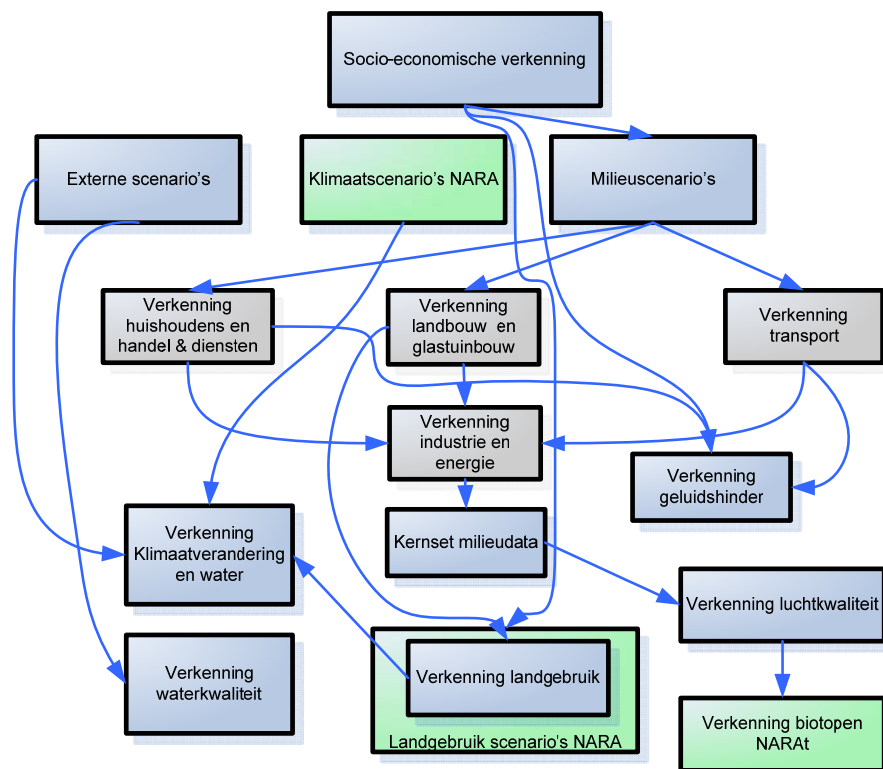 Socio-economische verkenning
Externe scenario's
Klimaatscenario's NARA
Milieuscenario's
Verkenning
huishoudens en
handel & diensten
Verkenning
landbouw en
glastuinbouw
Verkenning
transport
Verkenning
industrie en
energie
Verkenning
geluidshinder
Verkenning
Klimaatverandering
en water
Kernset milieudata
Verkenning luchtkwaliteit
Verkenning
waterkwaliteit
Verkenning landgebruik
Landgebruik scenario's NARA
Verkenning biotopen
NARAt